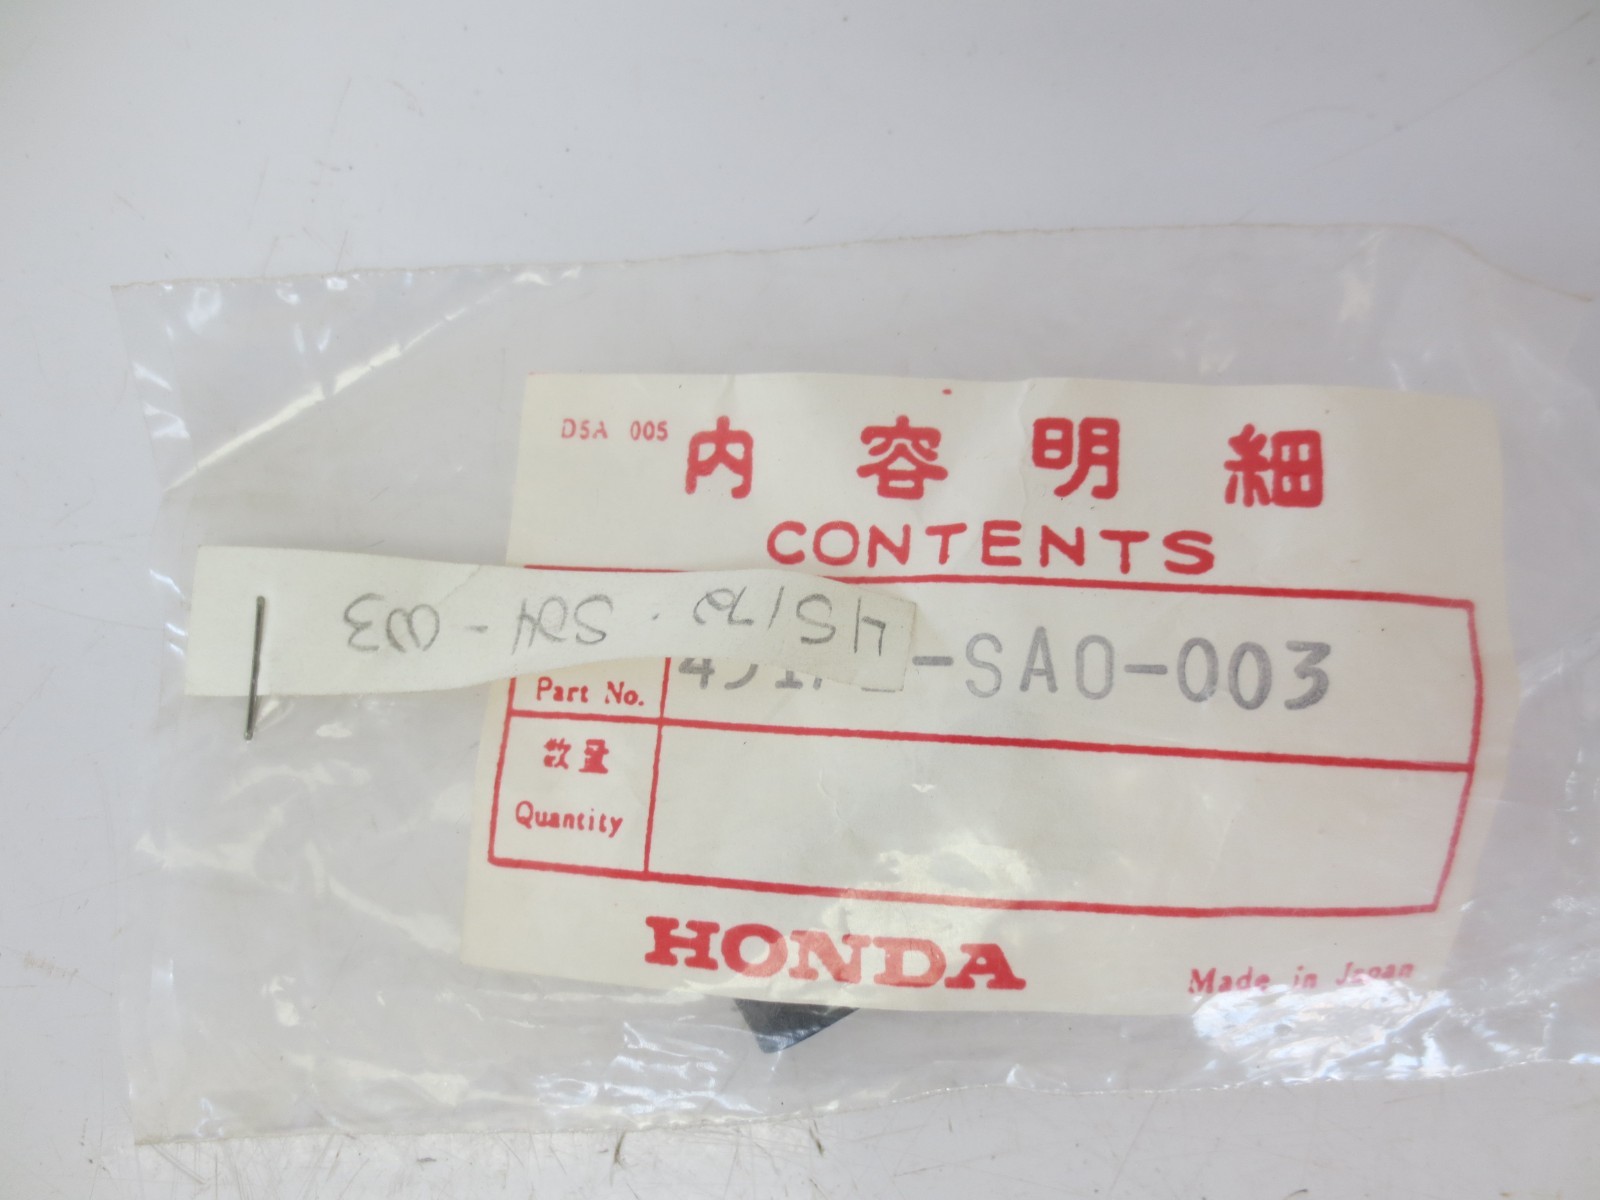 D5A 005
内容明細
CONTENTS
-SA0-003
Part No.
数量
Quantity
HONDA
Made in Japan